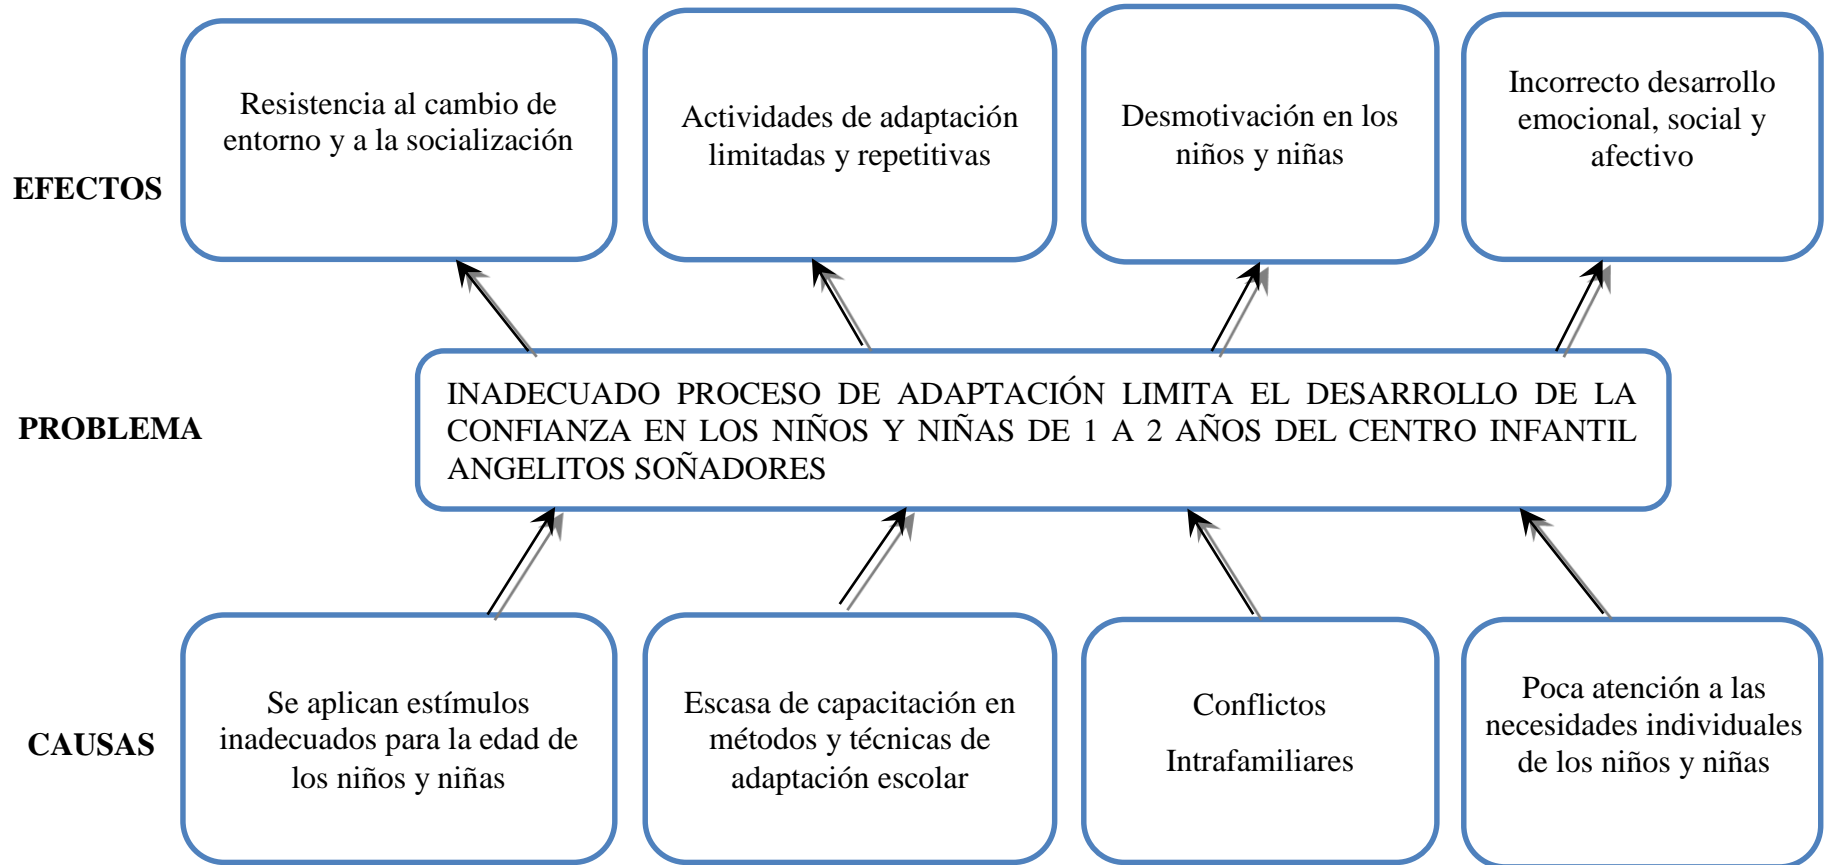 Resistencia al cambio de
entorno y a la socialización
Actividades de adaptación
limitadas y repetitivas
Desmotivación en los
niños y niñas
Incorrecto desarrollo
emocional, social y
afectivo
EFECTOS
PROBLEMA
INADECUADO PROCESO DE ADAPTACIÓN LIMITA EL DESARROLLO DE LA
CONFIANZA EN LOS NIÑOS Y NIÑAS DE 1 A 2 AÑOS DEL CENTRO INFANTIL
ANGELITOS SOÑADORES
CAUSAS
Se aplican estímulos
inadecuados para la edad de
los niños y niñas
Escasa de capacitación en
métodos y técnicas de
adaptación escolar
Conflictos
Intrafamiliares
Poca atención a las
necesidades individuales
de los niños y niñas